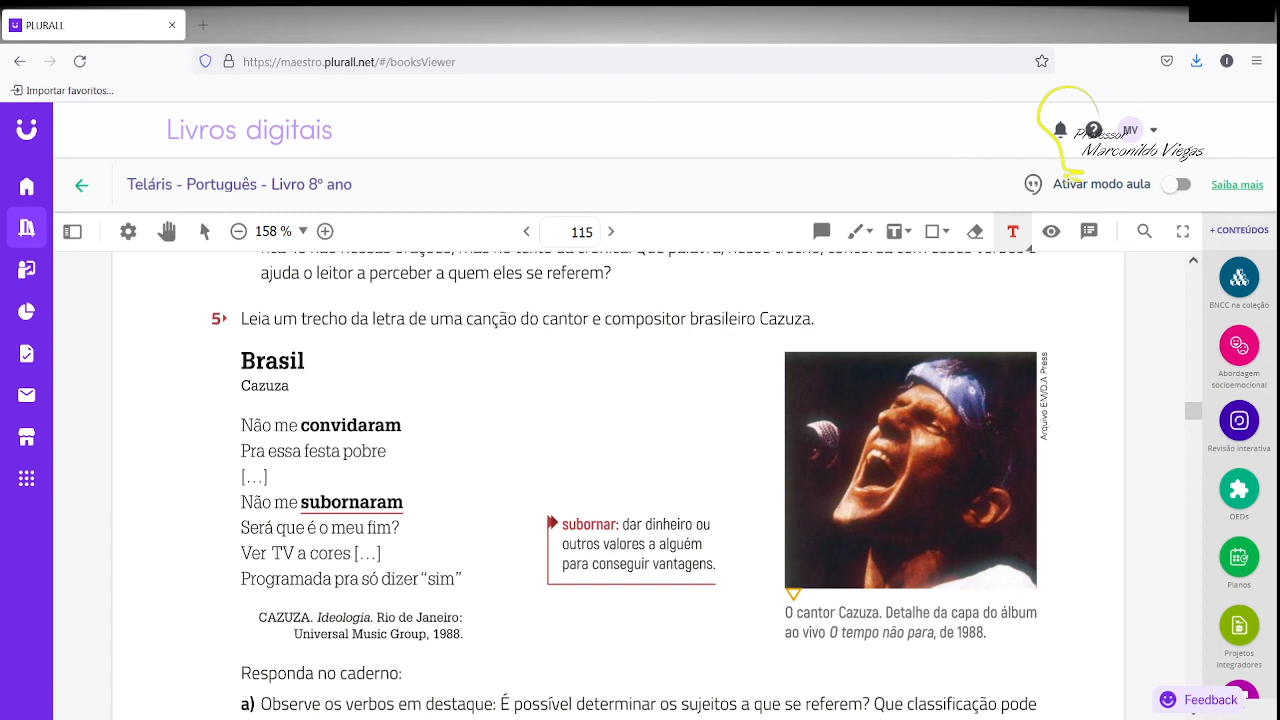 PLURALL
https://maestro.plurall.net/#/booksViewer
Importar favoritos...
Livros digitais
MV
Professor
Marconildo Viegas
Teláris - Português - Livro 8º ano
Ativar modo aula
Saiba mais
158 %
115
T
T
+ CONTEÚDOS
ajuda o leitor a perceber a quem eles se referem?
5 Leia um trecho da letra de uma canção do cantor e compositor brasileiro Cazuza.
Brasil
Cazuza
Não me convidaram
Pra essa festa pobre
[...]
Não me subornaram
Será que é o meu fim?
Ver TV a cores [...]
Programada pra só dizer “sim”
CAZUZA. Ideologia. Rio de Janeiro:
Universal Music Group, 1988.
subornar: dar dinheiro ou
outros valores a alguém
para conseguir vantagens.
Arquivo EM/D.A Press
O cantor Cazuza. Detalhe da capa do álbum
ao vivo O tempo não para, de 1988.
Responda no caderno:
a) Observe os verbos em destaque: É possível determinar os sujeitos a que se referem? Que classificação pode
BNCC na coleção
Abordagem
socioemocional
Revisão interativa
OEDs
Planos
Projetos
integradores
Feedback